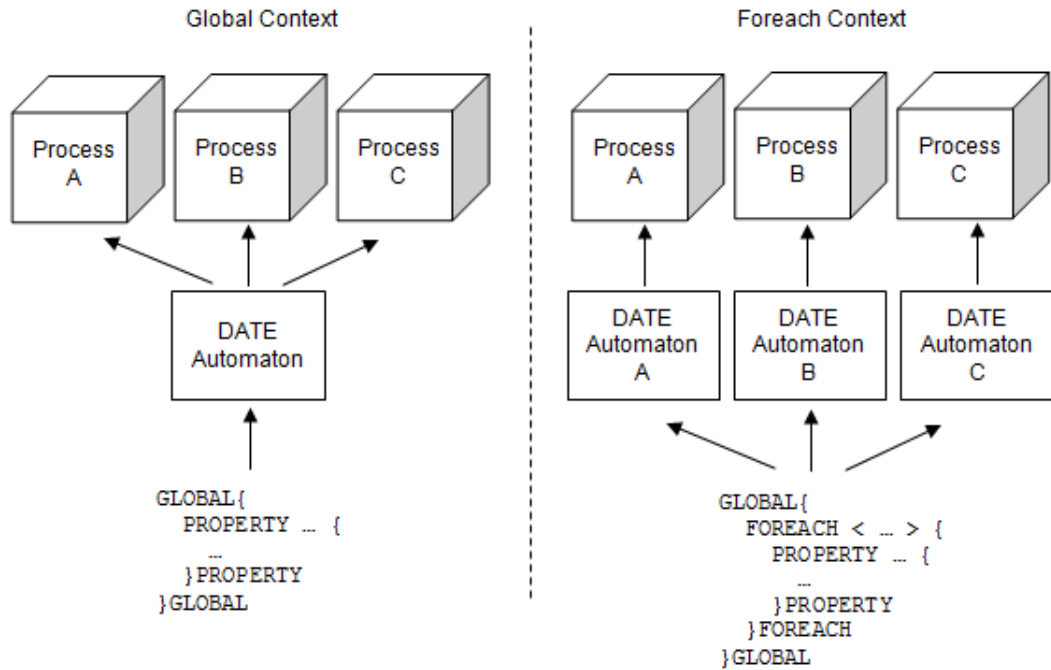 Global Context
Process
A
Process
B
Process
C
DATE
Automaton
GLOBAL{
PROPERTY … {
…
}PROPERTY
}GLOBAL
Foreach Context
Process
A
Process
B
Process
C
DATE
Automaton
A
DATE
Automaton
B
DATE
Automaton
C
GLOBAL{
FOREACH < … > {
PROPERTY … {
…
}PROPERTY
}FOREACH
}GLOBAL